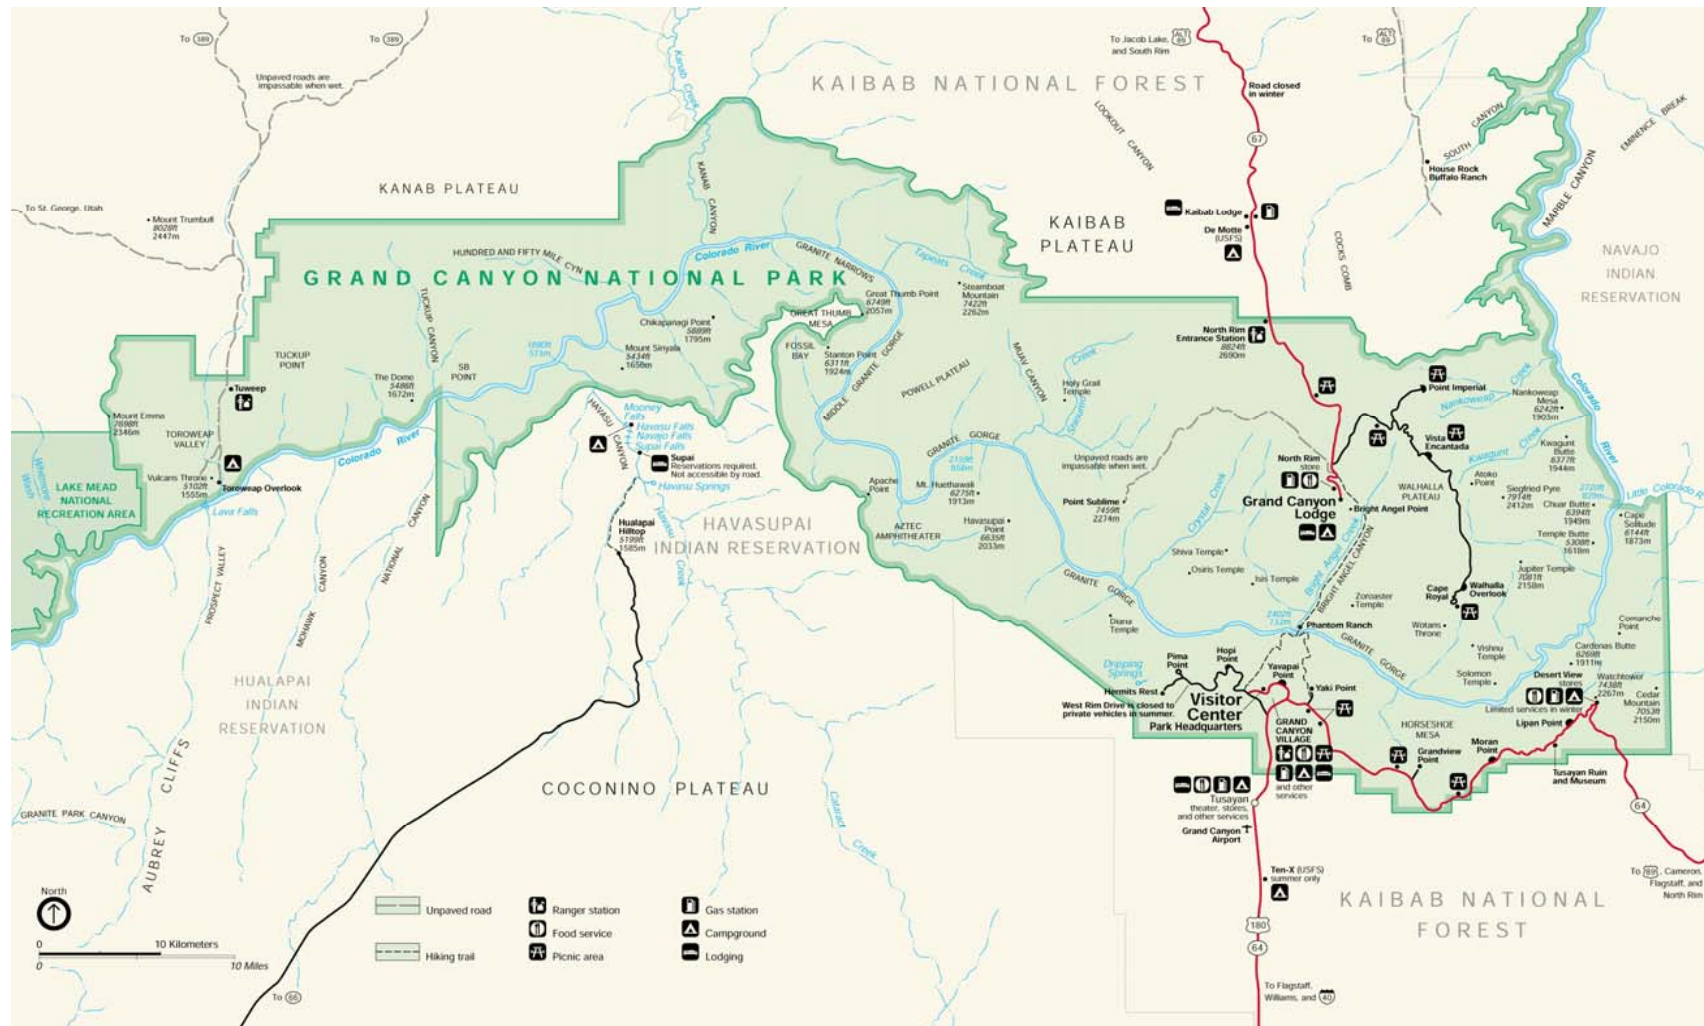 To 389
To 389
Unpaved roads are
impassable when wet.
Kanab Creek
To Jacob Lake,
and South Rim
ALT
89
To ALT
89
KAIBAB NATIONAL FOREST
Road closed
in winter
67
LOOKOUT CANYON
SOUTH CANYON
EMINENCE BREAK
House Rock
Buffalo Ranch
MARBLE CANYON
KANAB PLATEAU
KANAB CANYON
To St. George, Utah
Mount Trumbull
8028ft
2447m
Kaibab Lodge
De Motte
(USFS)
KAIBAB
PLATEAU
COCKS COMB
NAVAJO
INDIAN
RESERVATION
HUNDRED AND FIFTY MILE CYN
Colorado River
GRANITE NARROWS
Tapeats Creek
GRAND CANYON NATIONAL PARK
Steamboat
Mountain
7422ft
2262m
Great Thumb Point
6749ft
2057m
GREAT THUMB
MESA
TUCKUP CANYON
Chikapanagi Point
5889ft
1795m
FOSSIL
BAY
Stanton Point
6311ft
1924m
MIDDLE GRANITE GORGE
North Rim
Entrance Station
8824ft
2690m
TUCKUP
POINT
SB
POINT
Mount Sinyala
5434ft
1656m
POWELL PLATEAU
MUAV CANYON
Creek
Shinumo
Holy Grail
Temple
The Dome
5486ft
1672m
Tuweep
Mount Emma
7698ft
2346m
TOROWEAP
VALLEY
Colorado River
HAVASU CANYON
Mooney
Falls
Havasu Falls
Navajo Falls
Supai Falls
Supai
Reservations required.
Not accessible by road.
Havasu Springs
Havasu Creek
Point Imperial
Nankoweap Creek
Nankoweap
Mesa
6242ft
1903m
Colorado River
Vista
Encantada
Kwagunt Creek
Kwagunt
Butte
6377ft
1944m
GRANITE GORGE
Unpaved roads are
impassable when wet.
North Rim
store
Grand Canyon
Lodge
Bright Angel Point
WALHALLA
PLATEAU
Atoko
Point
Siegfried Pyre
7914ft
2412m
Little Colorado
Chuar Butte
6394ft
1949m
Cape
Solitude
6144ft
1873m
Temple Butte
5308ft
1618m
Vulcans Throne
5102ft
1555m
Toroweap Overlook
Lava Falls
LAKE MEAD
NATIONAL
RECREATION AREA
Whitmore
Wash
Apache
Point
Mt. Huethawali
6275ft
1913m
Point Sublime
7459ft
2274m
Crystal Creek
AZTEC
AMPHITHEATER
Havasupai
Point
6635ft
2033m
Hualapai
Hilltop
5199ft
1585m
HAVASUPAI
INDIAN RESERVATION
PROSPECT VALLEY
MOHAWK CANYON
NATIONAL CANYON
GRANITE GORGE
Shiva Temple
Osiris Temple
Isis Temple
Bright Angel Creek
BRIGHT ANGEL CANYON
Zoroaster
Temple
Cape
Royal
Walhalla
Overlook
Jupiter Temple
7081ft
2158m
Diana
Temple
Phantom Ranch
GRANITE GORGE
Wotans
Throne
Vishnu
Temple
Comanche
Point
Cardenas Butte
6269ft
1911m
Solomon
Temple
Dripping
Springs
Pima
Point
Hopi
Point
Yavapai
Point
Yaki Point
Hermits Rest
West Rim Drive is closed to
private vehicles in summer.
Visitor
Center
Park Headquarters
GRAND
CANYON
VILLAGE
and other
services
Desert View
stores
Limited services in winter
Watchtower
7438ft
2267m
Cedar
Mountain
7053ft
2150m
Lipan Point
HORSESHOE
MESA
Moran
Point
Grandview
Point
Tusayan Ruin
and Museum
HUALAPAI
INDIAN
RESERVATION
COCONINO PLATEAU
Cataract Creek
Tusayan
theater, stores,
and other services
Grand Canyon
Airport
64
AUBREY CLIFFS
GRANITE PARK CANYON
Ten-X (USFS)
summer only
To 89, Cameron,
Flagstaff, and
North Rim
KAIBAB NATIONAL
FOREST
180
64
To Flagstaff,
Williams, and 40
North
0 10 Kilometers
0 10 Miles
To 66
Unpaved road
Hiking trail
Ranger station
Food service
Picnic area
Gas station
Campground
Lodging